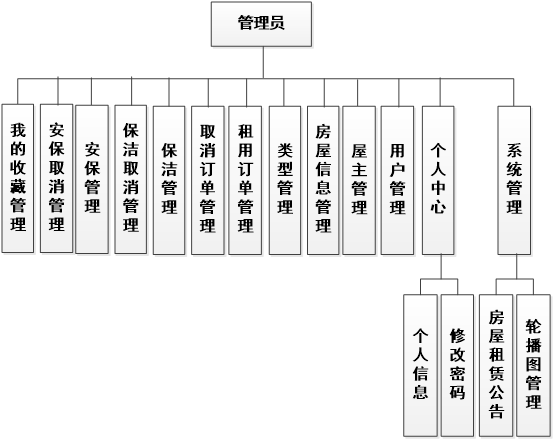 管理员
我的收藏管理
安保取消管理
安保管理
保洁取消管理
保洁管理
取消订单管理
租用订单管理
类型管理
房屋信息管理
屋主管理
用户管理
个人中心
系统管理
个人信息
修改密码
房屋租赁公告
轮播图管理